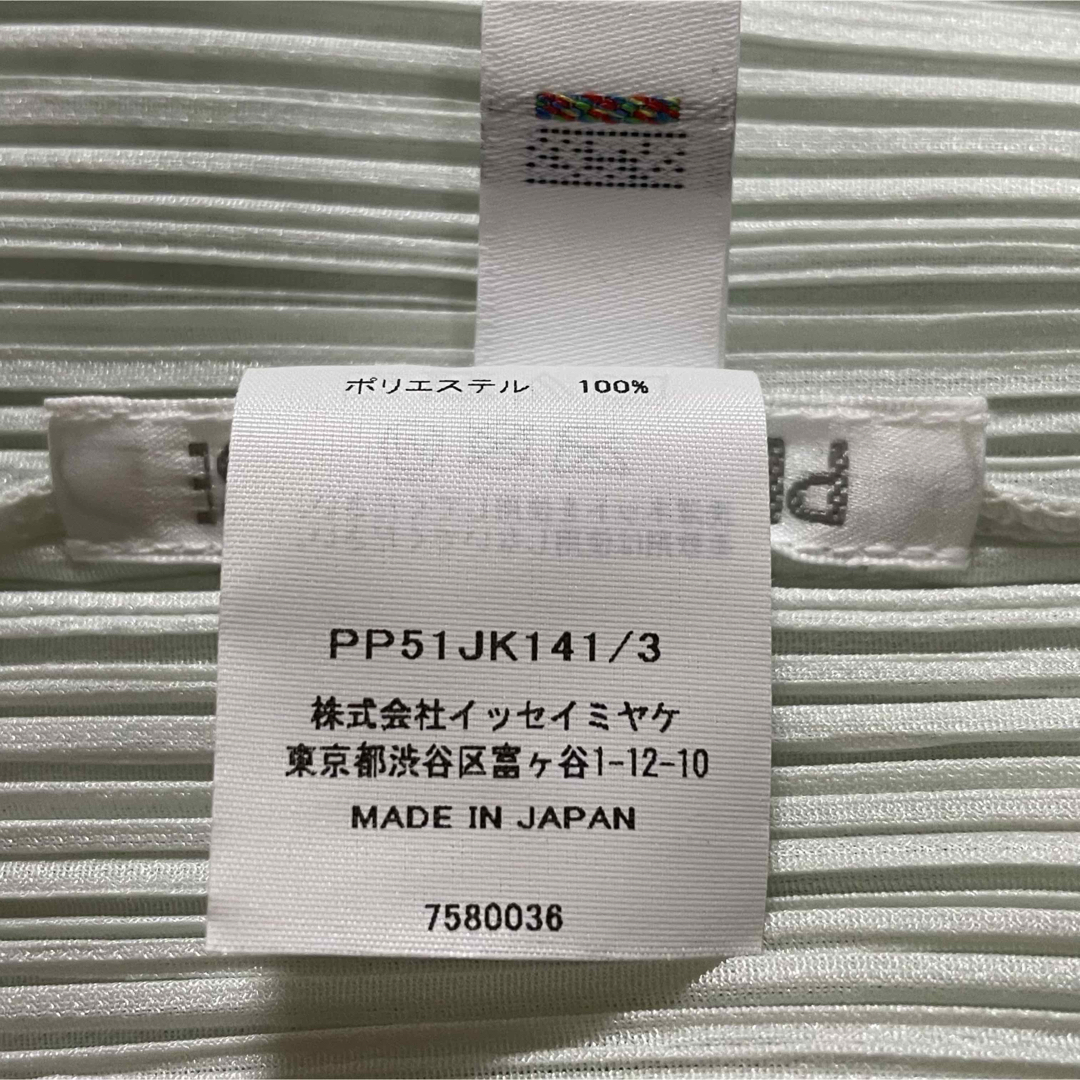 ポリエステル 100%
PP51JK141/3
株式会社イッセイミヤケ
東京都渋谷区富ヶ谷1-12-10
MADE IN JAPAN
7580036